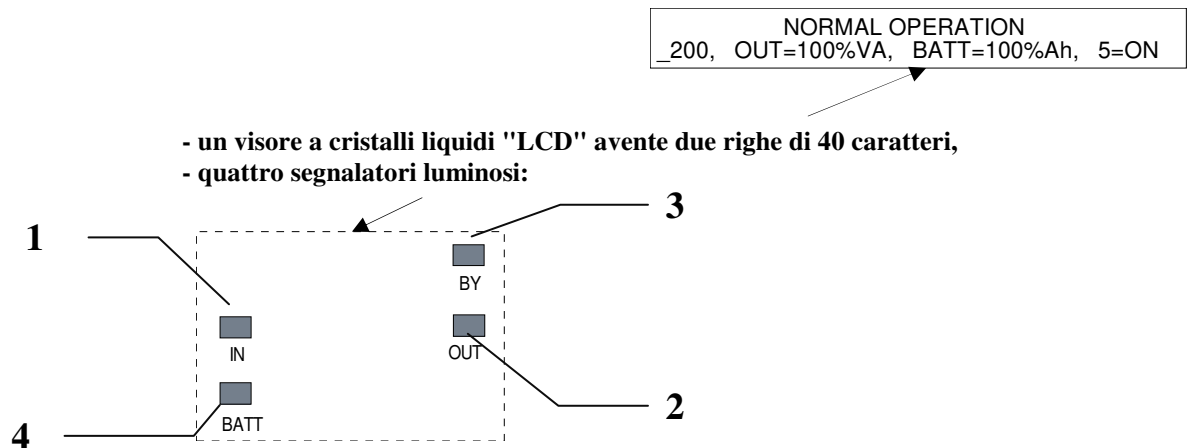 NORMAL OPERATION
_200, OUT=100%VA, BATT=100%Ah, 5=ON
- un visore a cristalli liquidi "LCD" avente due righe di 40 caratteri,
- quattro segnalatori luminosi:
3
1
BY
IN
OUT
2
BATT
4